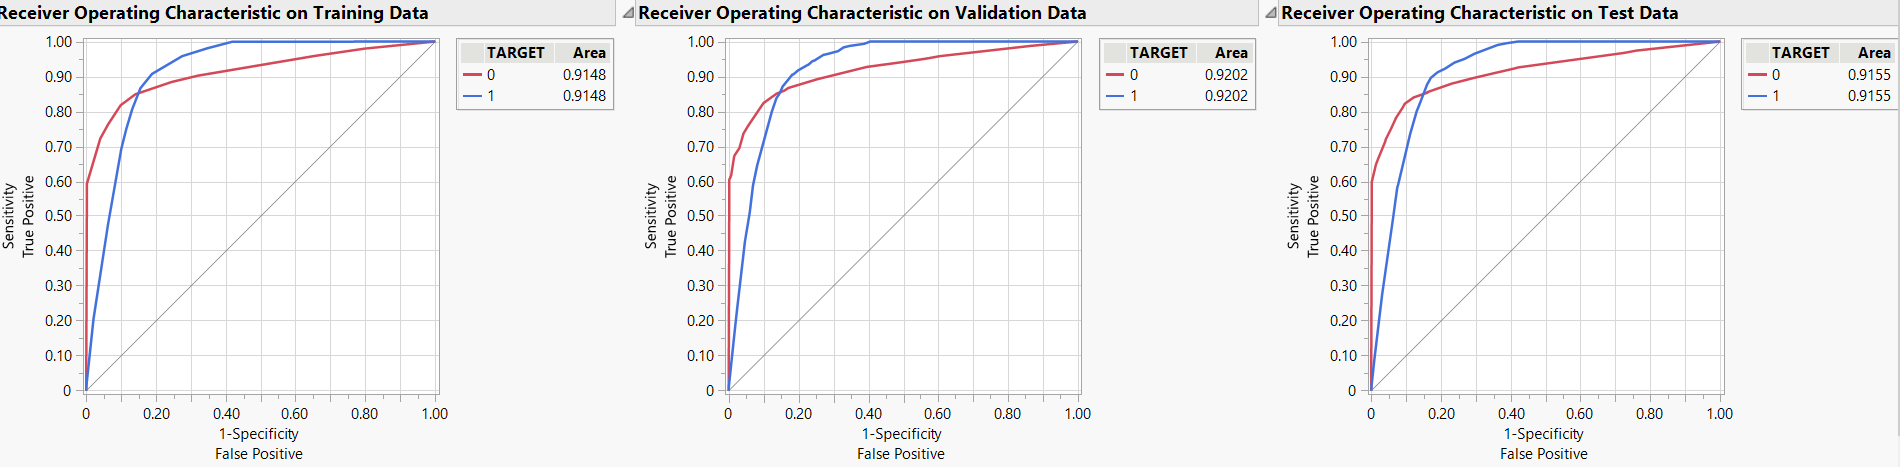 Receiver Operating Characteristic on Training Data
1.00
0.90
0.80
0.70
0.60
0.50
0.40
0.30
0.20
0.10
0
Sensitivity
True Positive
0 0.20 0.40 0.60 0.80 1.00
1-Specificity
False Positive
TARGET Area
0 0.9148
1 0.9148
Receiver Operating Characteristic on Validation Data
1.00
0.90
0.80
0.70
0.60
0.50
0.40
0.30
0.20
0.10
0
Sensitivity
True Positive
0 0.20 0.40 0.60 0.80 1.00
1-Specificity
False Positive
TARGET Area
0 0.9202
1 0.9202
Receiver Operating Characteristic on Test Data
1.00
0.90
0.80
0.70
0.60
0.50
0.40
0.30
0.20
0.10
0
Sensitivity
True Positive
0 0.20 0.40 0.60 0.80 1.00
1-Specificity
False Positive
TARGET Area
0 0.9155
1 0.9155